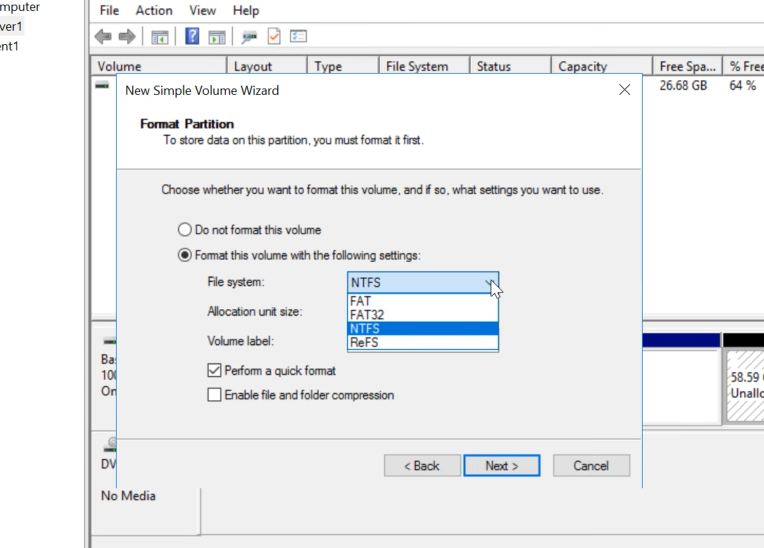 mputer
ver1
ent1
File Action View Help
Volume Layout Type File System Status Capacity Free Spa... % Free
26.68 GB 64 %
New Simple Volume Wizard
Format Partition
To store data on this partition, you must format it first.
Choose whether you want to format this volume, and if so, what settings you want to use.
Do not format this volume
Format this volume with the following settings:
File system: NTFS
FAT
Allocation unit size: FAT32
NTFS
Volume label: ReFS
Perform a quick format
Enable file and folder compression
< Back Next > Cancel
Ba
100
On
58.59
Unallo
DV
No Media